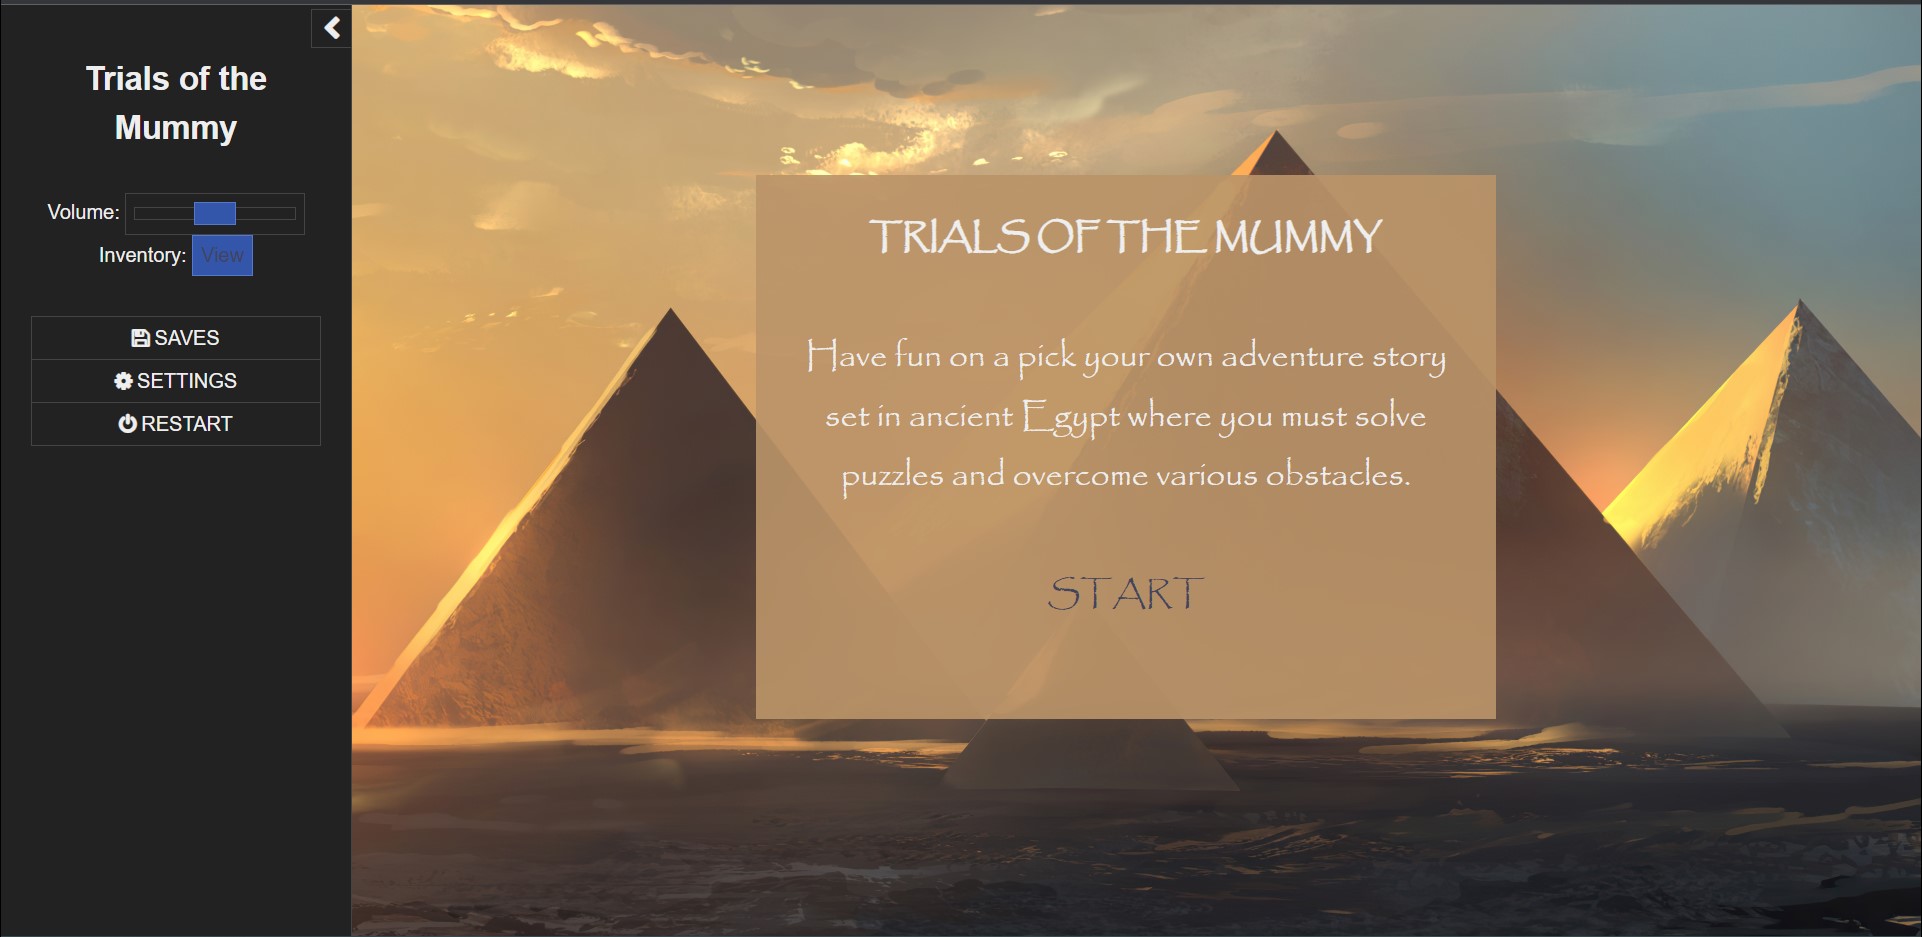 Trials of the
Mummy
Volume:
Inventory: View
SAVES
SETTINGS
RESTART
TRIALS OF THE MUMMY
Have fun on a pick your own adventure story
set in ancient Egypt where you must solve
puzzles and overcome various obstacles.
START